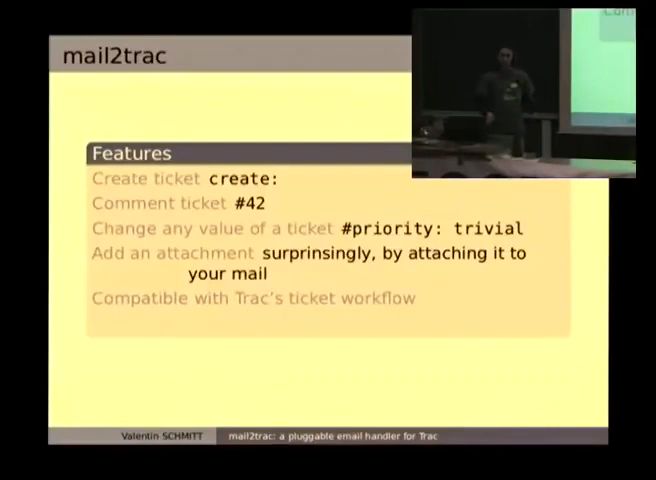 mail2trac
Features
Create ticket create:
Comment ticket #42
Change any value of a ticket #priority: trivial
Add an attachment surprinsingly, by attaching it to
your mail
Compatible with Trac's ticket workflow
Valentin SCHMITT mail2trac: a pluggable email handler for Trac